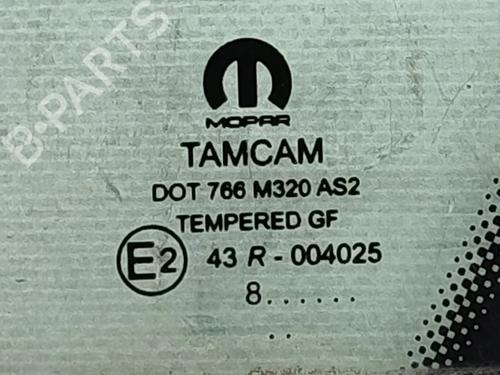 B-PARTS
MOPAR
TAMCAM
DOT 766 M320 AS2
TEMPERED GF
E2 43 R - 004025
8......
..